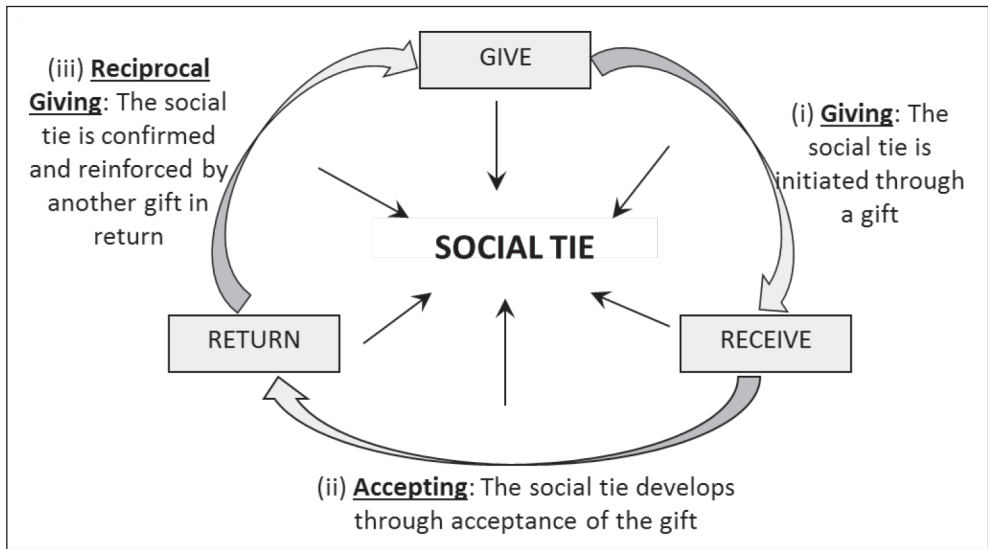 GIVE
(i) Giving: The
social tie is
initiated through
a gift
RECEIVE
(ii) Accepting: The social tie develops
through acceptance of the gift
RETURN
(iii) Reciprocal
Giving: The social
tie is confirmed
and reinforced by
another gift in
return
SOCIAL TIE